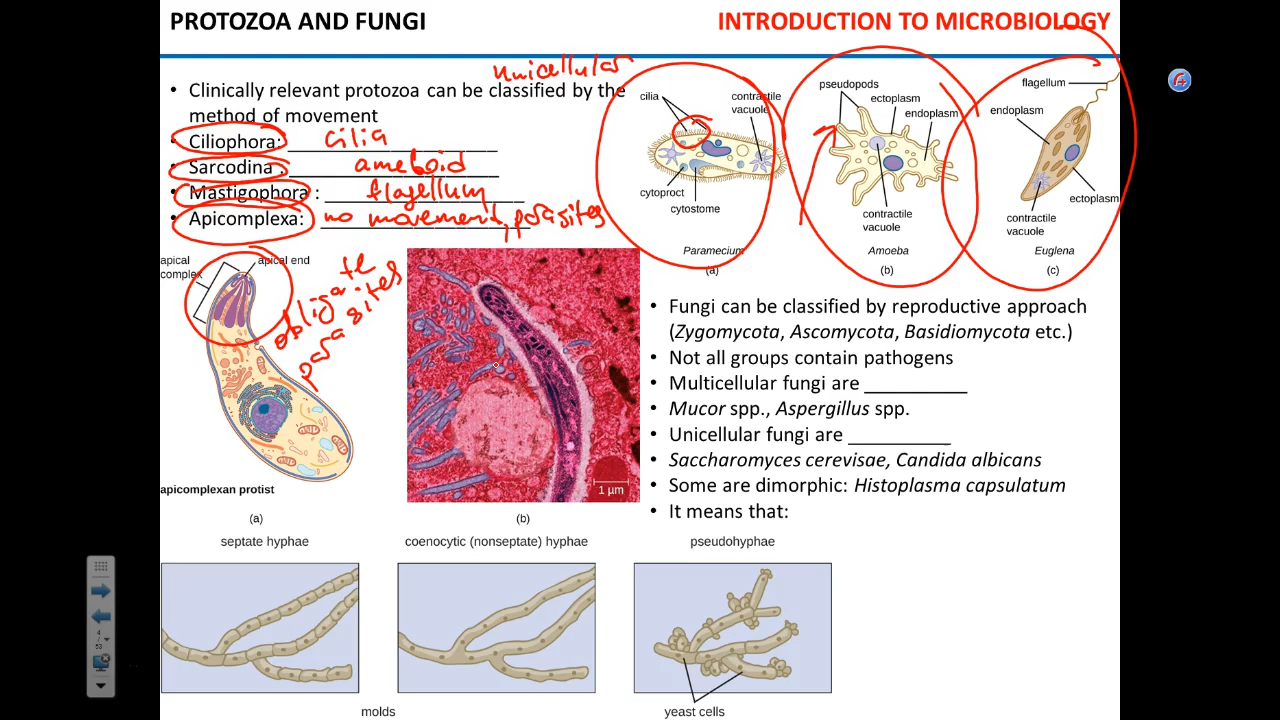 PROTOZOA AND FUNGI
INTRODUCTION TO MICROBIOLOGY
unicellular
• Clinically relevant protozoa can be classified by the
method of movement
• Ciliophora: cilia
• Sarcodina : ameboid
• Mastigophora : flagellum
• Apicomplexa: no movement, parasites
cilia
contractile
vacuole
cytoproct
cytostome
Paramecium
(a)
pseudopods
ectoplasm
endoplasm
contractile
vacuole
Amoeba
(b)
flagellum
endoplasm
ectoplasm
contractile
vacuole
Euglena
(c)
apical
complex
apical end
obligate
parasites
apicomplexan protist
(a)
1 µm
(b)
• Fungi can be classified by reproductive approach
(Zygomycota, Ascomycota, Basidiomycota etc.)
• Not all groups contain pathogens
• Multicellular fungi are __________
• Mucor spp., Aspergillus spp.
• Unicellular fungi are __________
• Saccharomyces cerevisae, Candida albicans
• Some are dimorphic: Histoplasma capsulatum
• It means that:
septate hyphae
coenocytic (nonseptate) hyphae
pseudohyphae
molds
yeast cells
4
/
53